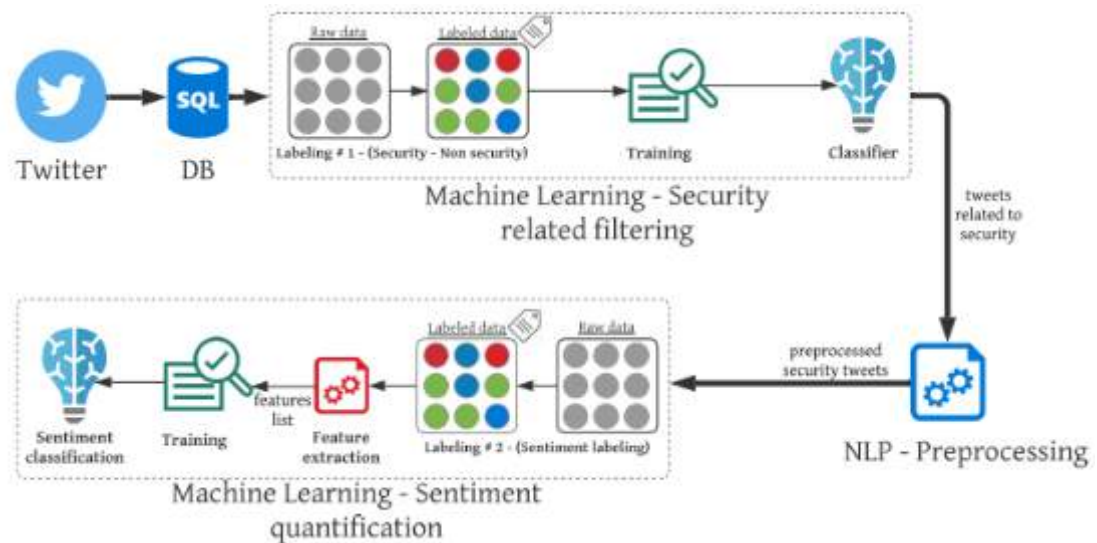 Raw data
Labeled data
SQL
Twitter
DB
Labeling # 1 - (Security - Non security)
Training
Classifier
Machine Learning - Security
related filtering
tweets
related to
security
Labeled data
Raw data
preprocessed
security tweets
features
list
Sentiment
classification
Training
Feature
extraction
Labeling # 2 - (Sentiment labeling)
NLP - Preprocessing
Machine Learning - Sentiment
quantification